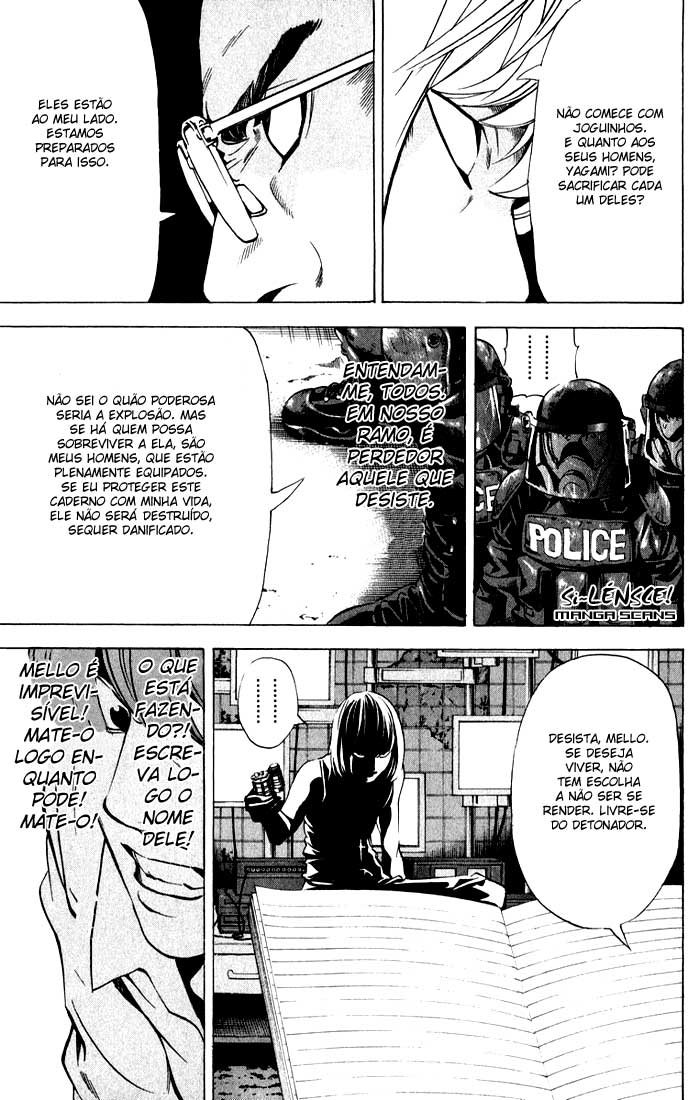 NÃO COMECE COM
JOGUINHOS.
E QUANTO AOS
SEUS HOMENS,
YAGAMI? PODE
SACRIFICAR CADA
UM DELES?
ELES ESTÃO
AO MEU LADO.
ESTAMOS
PREPARADOS
PARA ISSO.
POLICE
POLICE
Si~LÉNSCE!
MANGA SCANS
ENTENDAM-
ME, TODOS.
EM NOSSO
RAMO, É
PERDEDOR
AQUELE QUE
DESISTE.
NÃO SEI O QUÃO PODEROSA
SERIA A EXPLOSÃO. MAS
SE HÁ QUEM POSSA
SOBREVIVER A ELA, SÃO
MEUS HOMENS, QUE ESTÃO
PLENAMENTE EQUIPADOS.
SE EU PROTEGER ESTE
CADERNO COM MINHA VIDA,
ELE NÃO SERÁ DESTRUÍDO,
SEQUER DANIFICADO.
DESISTA, MELLO.
SE DESEJA
VIVER, NÃO
TEM ESCOLHA
A NÃO SER SE
RENDER. LIVRE-SE
DO DETONADOR.
O QUE
ESTÁ
FAZEN-
DO?!
ESCRE-
VA LO-
GO O
NOME
DELE!
MELLO É
IMPREVI-
SÍVEL!
MATE-O
LOGO EN-
QUANTO
PODE!
MATE-O!